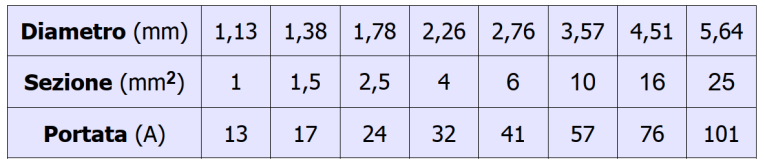 Diametro (mm) 1,13 1,38 1,78 2,26 2,76 3,57 4,51 5,64
Sezione (mm²) 1 1,5 2,5 4 6 10 16 25
Portata (A) 13 17 24 32 41 57 76 101